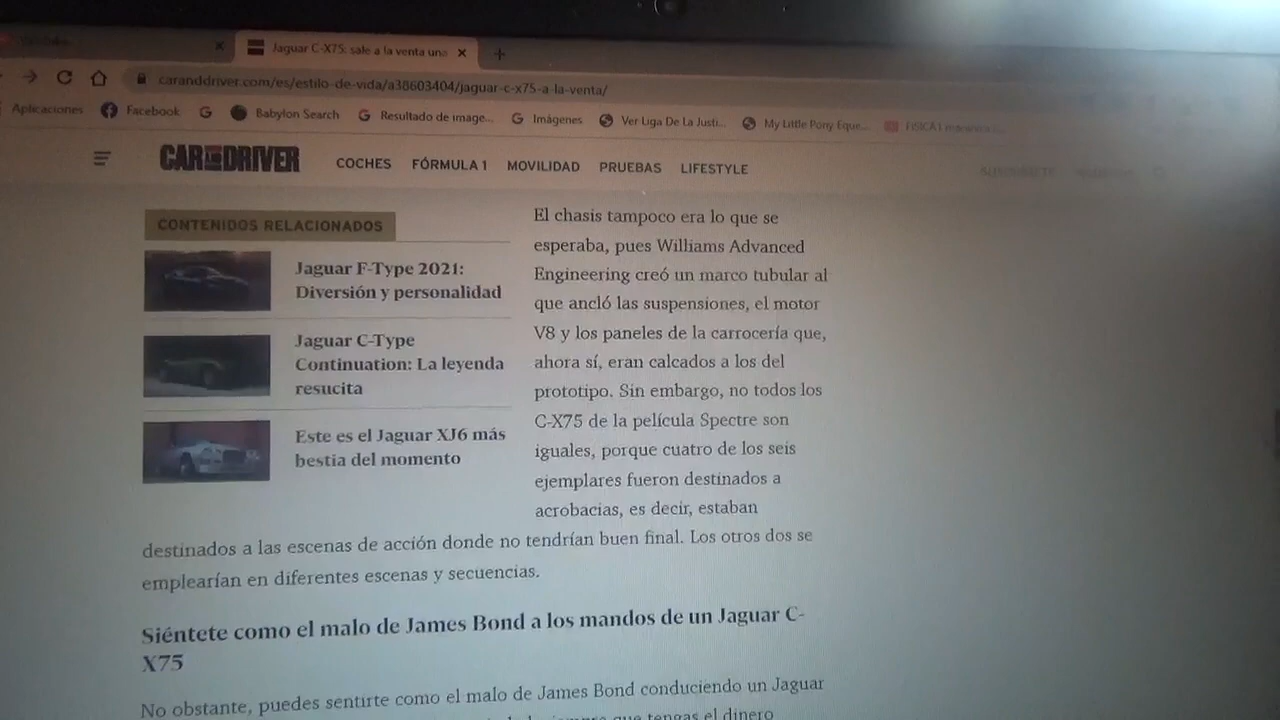 Jaguar C-X75: sale a la venta una
caranddriver.com/es/estilo-de-vida/a38603404/jaguar-c-x75-a-la-venta/
Aplicaciones
Facebook
Babylon Search
Resultado de image...
Imágenes
Ver Liga De La Justi...
My Little Pony Eque...
CAR AND DRIVER
COCHES
FÓRMULA 1
MOVILIDAD
PRUEBAS
LIFESTYLE
CONTENIDOS RELACIONADOS
Jaguar F-Type 2021:
Diversión y personalidad
Jaguar C-Type
Continuation: La leyenda
resucita
Este es el Jaguar XJ6 más
bestia del momento
El chasis tampoco era lo que se
esperaba, pues Williams Advanced
Engineering creó un marco tubular al
que ancló las suspensiones, el motor
V8 y los paneles de la carrocería que,
ahora sí, eran calcados a los del
prototipo. Sin embargo, no todos los
C-X75 de la película Spectre son
iguales, porque cuatro de los seis
ejemplares fueron destinados a
acrobacias, es decir, estaban
destinados a las escenas de acción donde no tendrían buen final. Los otros dos se
emplearían en diferentes escenas y secuencias.
Siéntete como el malo de James Bond a los mandos de un Jaguar C-
X75
No obstante, puedes sentirte como el malo de James Bond conduciendo un Jaguar
que tengas el dinero